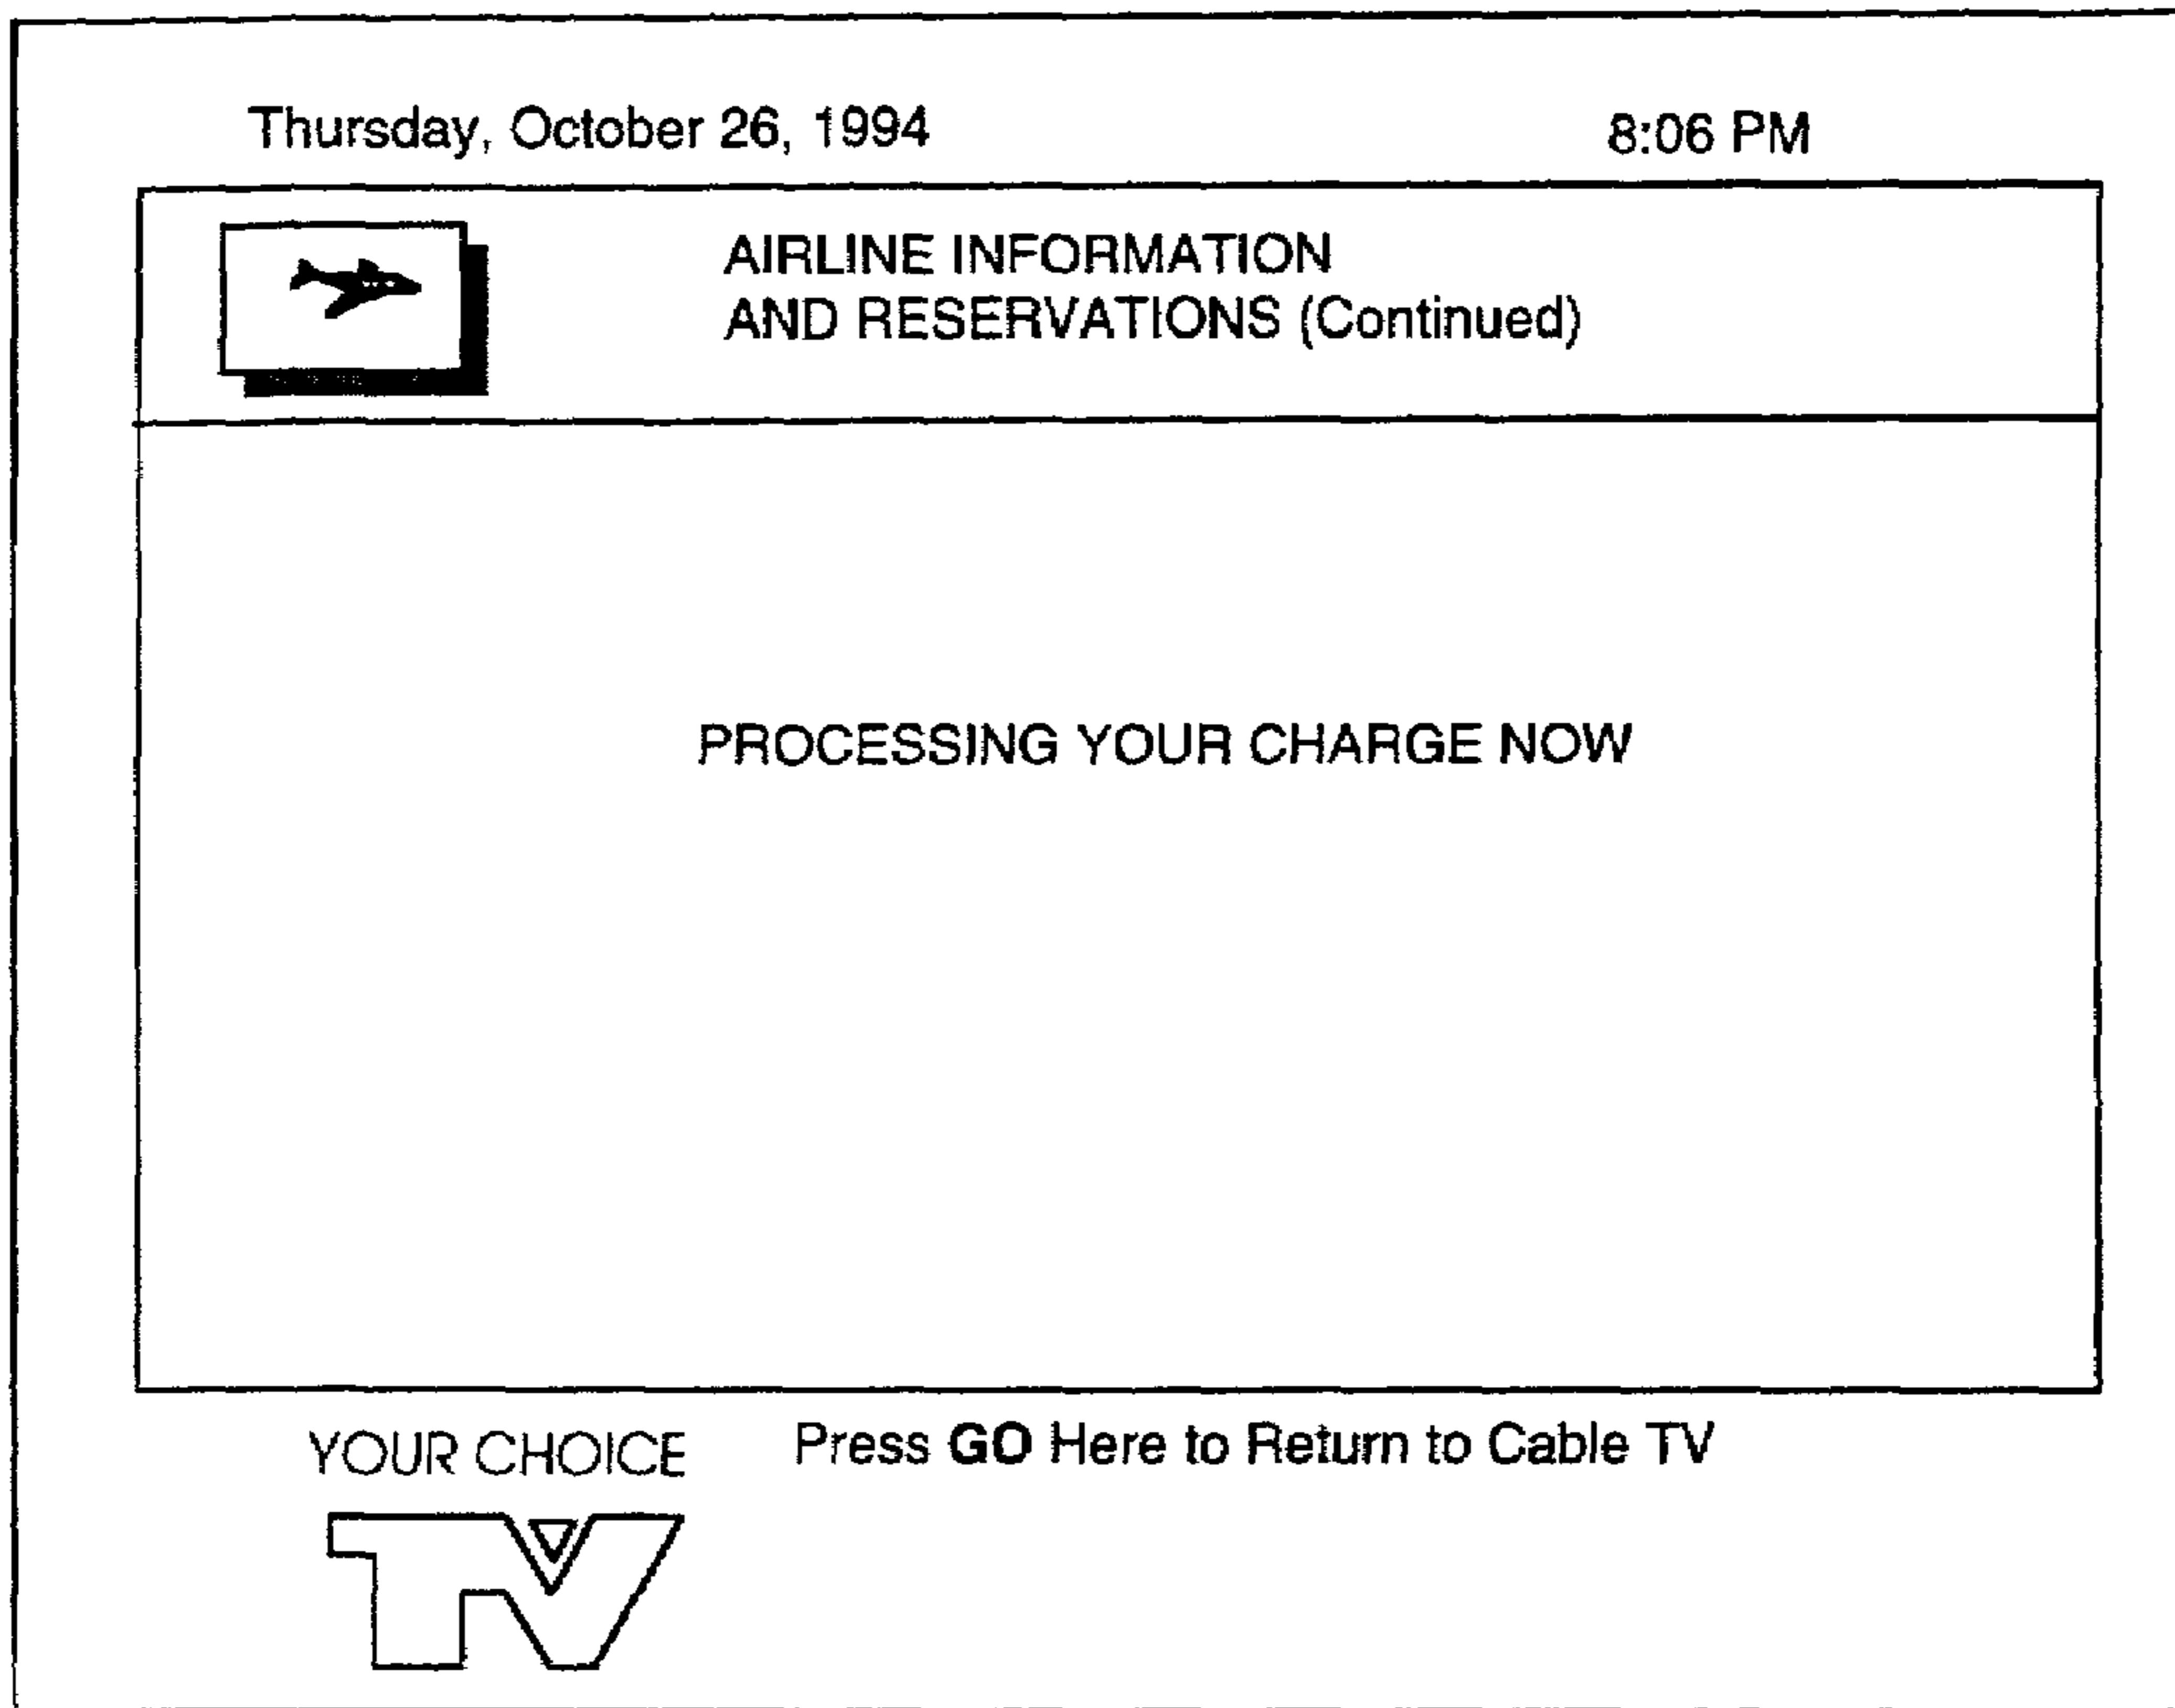 Thursday, October 26, 1994 8:06 PM
AIRLINE INFORMATION
AND RESERVATIONS (Continued)
PROCESSING YOUR CHARGE NOW
YOUR CHOICE Press GO Here to Return to Cable TV
TV